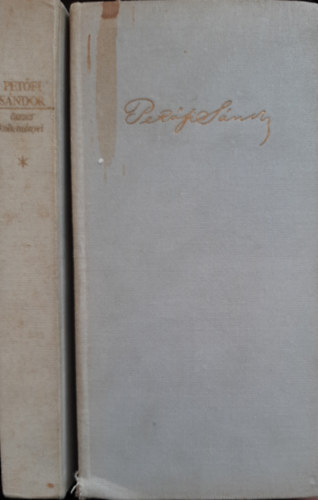 PETŐFI
SÁNDOR
összes
költeményei
*
Petőfi Sándor